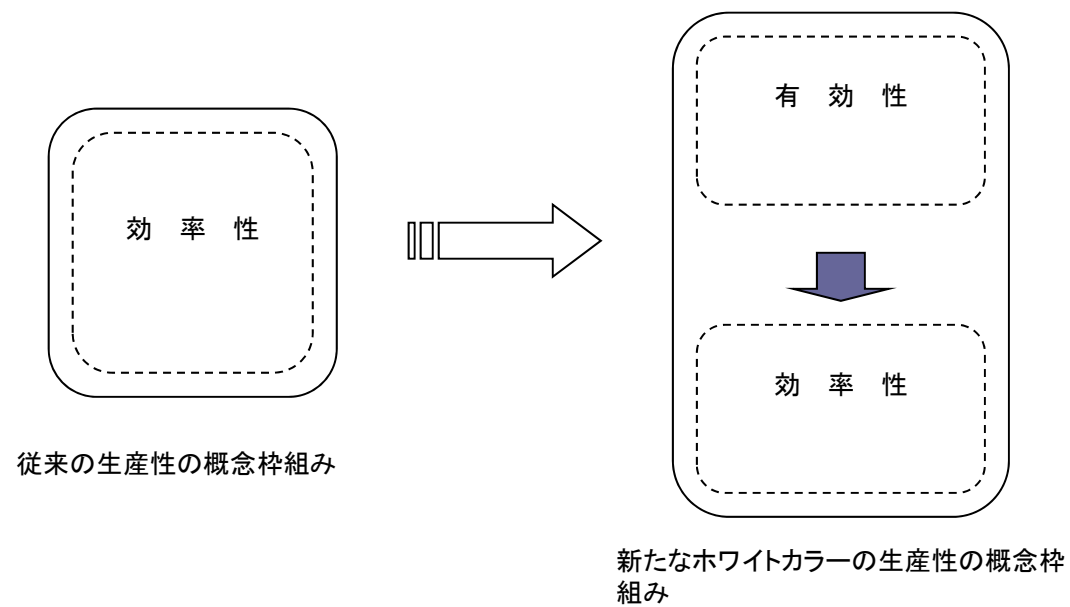 効　率　性
従来の生産性の概念枠組み
有　効　性
効　率　性
新たなホワイトカラーの生産性の概念枠
組み